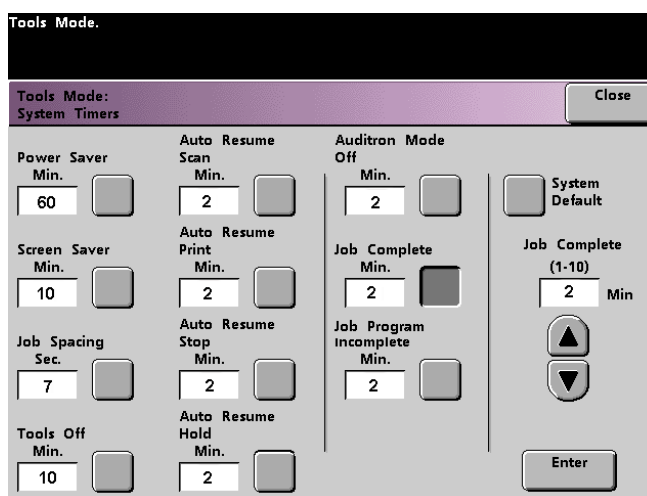 Tools Mode.
Tools Mode:
System Timers
Close
Power Saver
Min.
60
Screen Saver
Min.
10
Job Spacing
Sec.
7
Tools Off
Min.
10
Auto Resume
Scan
Min.
2
Auto Resume
Print
Min.
2
Auto Resume
Stop
Min.
2
Auto Resume
Hold
Min.
2
Auditron Mode
Off
Min.
2
Job Complete
Min.
2
Job Program
Incomplete
Min.
2
System
Default
Job Complete
(1-10)
2 Min
Enter